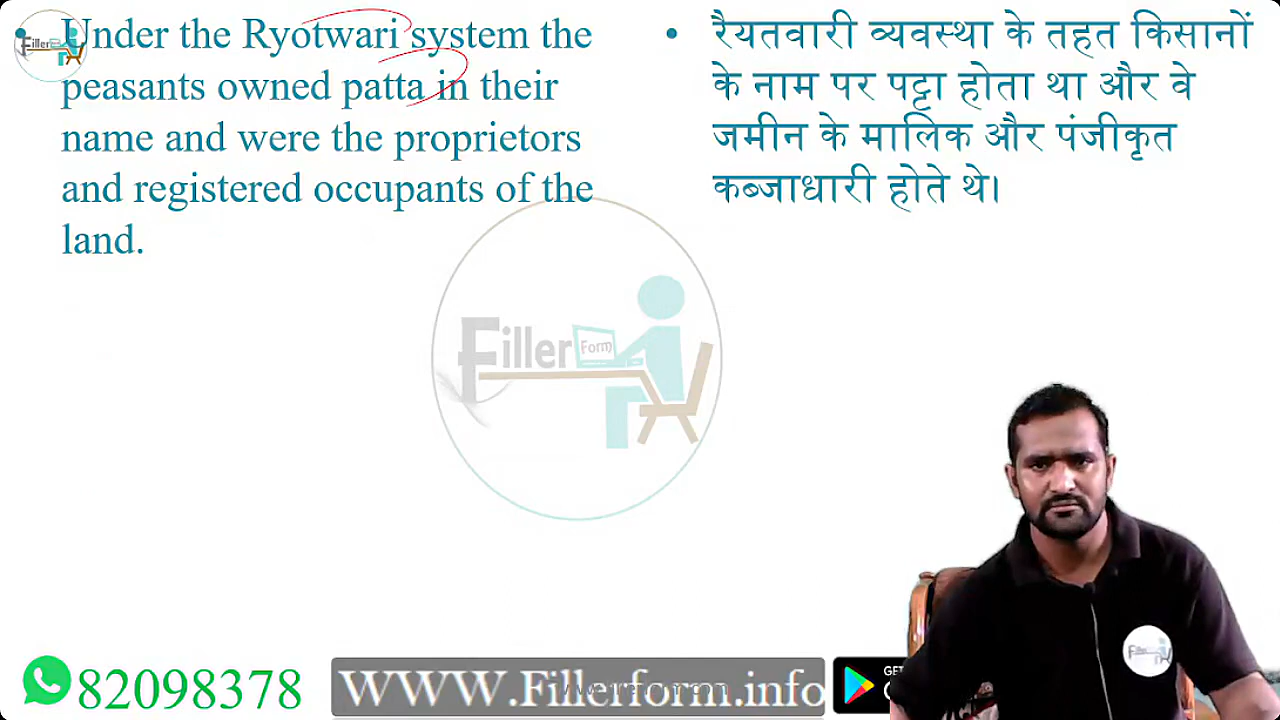 Under the Ryotwari system the
peasants owned patta in their
name and were the proprietors
and registered occupants of the
land.
रैयतवारी व्यवस्था के तहत किसानों
के नाम पर पट्टा होता था और वे
जमीन के मालिक और पंजीकृत
कब्जाधारी होते थे।
Filler
Form
82098378
WWW.Fillerform.info
GET